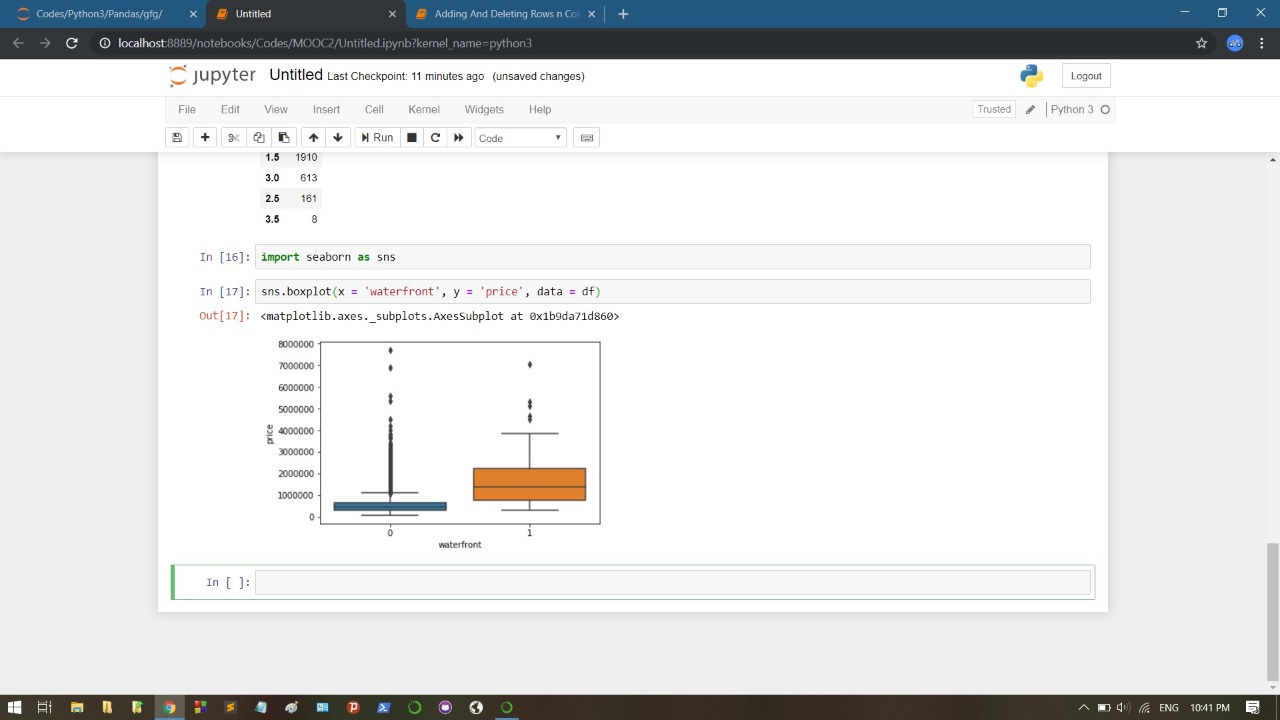 Codes/Python3/Pandas/gfg/
Untitled
Adding And Deleting Rows n Col
localhost:8889/notebooks/Codes/MOOC2/Untitled.ipynb?kernel_name=python3
jupyter Untitled Last Checkpoint: 11 minutes ago (unsaved changes)
Logout
File Edit View Insert Cell Kernel Widgets Help
Trusted Python 3
Run Code
1.5 1910
3.0 613
2.5 161
3.5 8
In [16]: import seaborn as sns
In [17]: sns.boxplot(x = 'waterfront', y = 'price', data = df)
Out[17]: <matplotlib.axes._subplots.AxesSubplot at 0x1b9da71d860>
8000000
7000000
6000000
5000000
4000000
3000000
2000000
1000000
0
price
0 1
waterfront
In [ ]:
ENG 10:41 PM